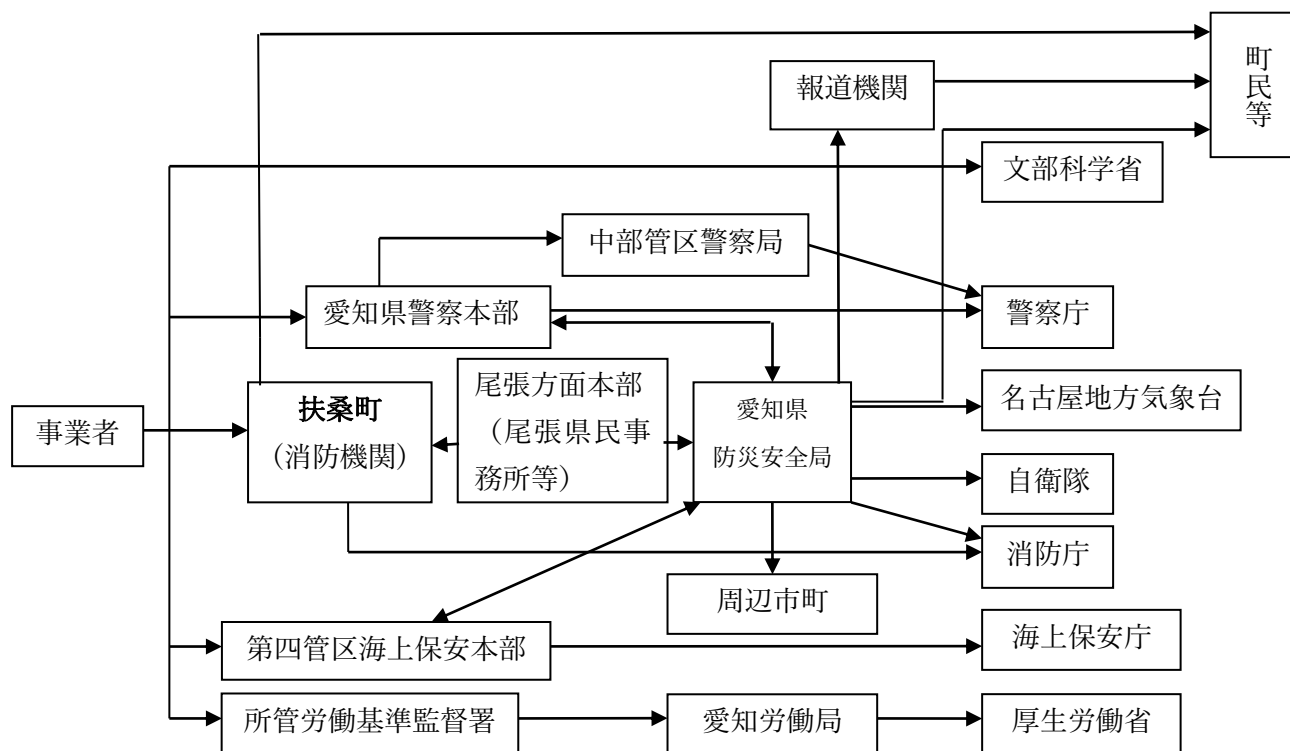 町民等
報道機関
文部科学省
中部管区警察局
愛知県警察本部
警察庁
尾張方面本部
（尾張県民事
務所等）
扶桑町
（消防機関）
愛知県
防災安全局
名古屋地方気象台
事業者
自衛隊
消防庁
周辺市町
第四管区海上保安本部
海上保安庁
所管労働基準監督署
愛知労働局
厚生労働省